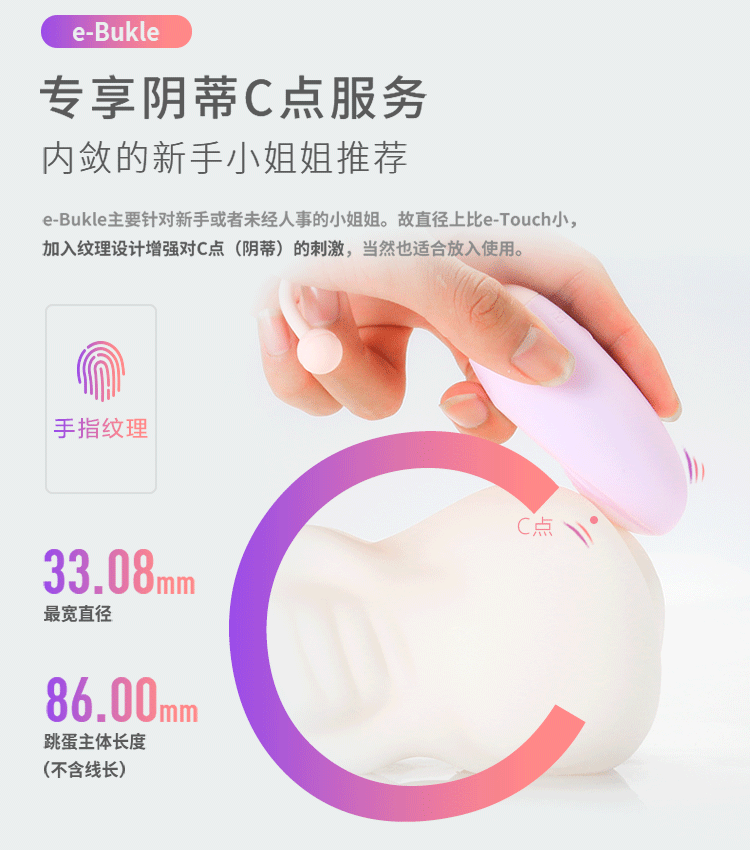 e-Bukle
专享阴蒂C点服务
内敛的新手小姐姐推荐
e-Bukle主要针对新手或者未经人事的小姐姐。故直径上比e-Touch小，
加入纹理设计增强对C点（阴蒂）的刺激，当然也适合放入使用。
手指纹理
C点
33.08mm
最宽直径
86.00mm
跳蛋主体长度
（不含线长）